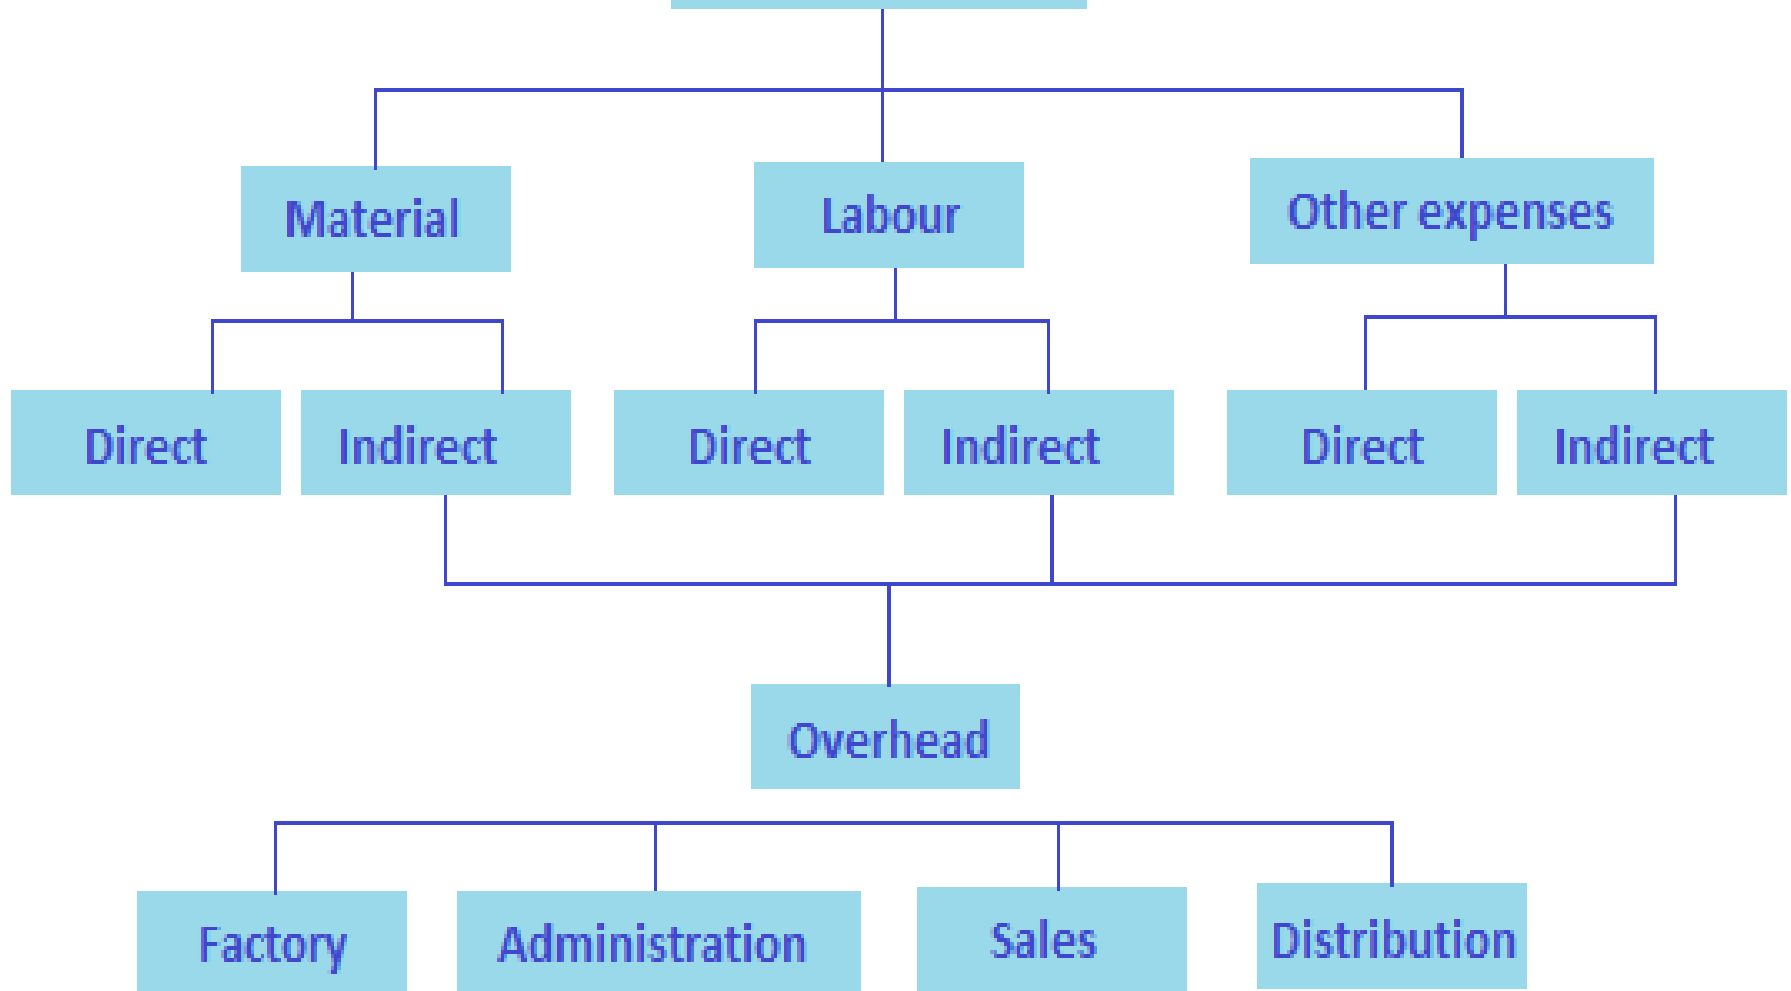 Material
Labour
Other expenses
Direct
Indirect
Direct
Indirect
Direct
Indirect
Overhead
Factory
Administration
Sales
Distribution